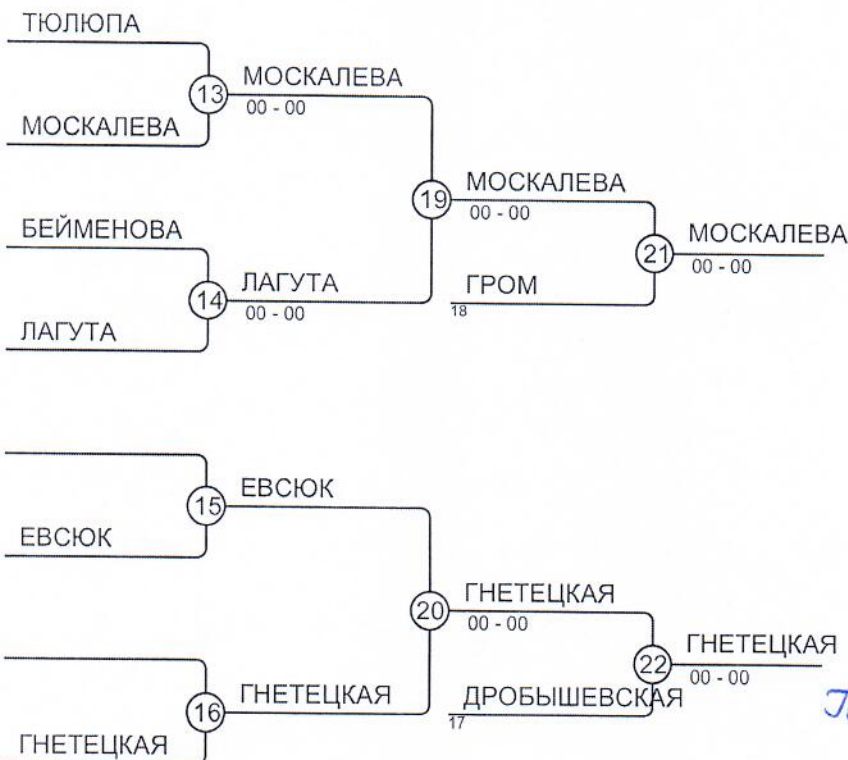 ТЮЛЮПА
13
МОСКАЛЕВА
00 - 00
МОСКАЛЕВА
19
МОСКАЛЕВА
00 - 00
21
МОСКАЛЕВА
00 - 00
БЕЙМЕНОВА
14
ЛАГУТА
00 - 00
ГРОМ
18
ЛАГУТА
15
ЕВСЮК
ЕВСЮК
20
ГНЕТЕЦКАЯ
00 - 00
22
ГНЕТЕЦКАЯ
00 - 00
16
ГНЕТЕЦКАЯ
ДРОБЫШЕВСКАЯ
17
ГНЕТЕЦКАЯ